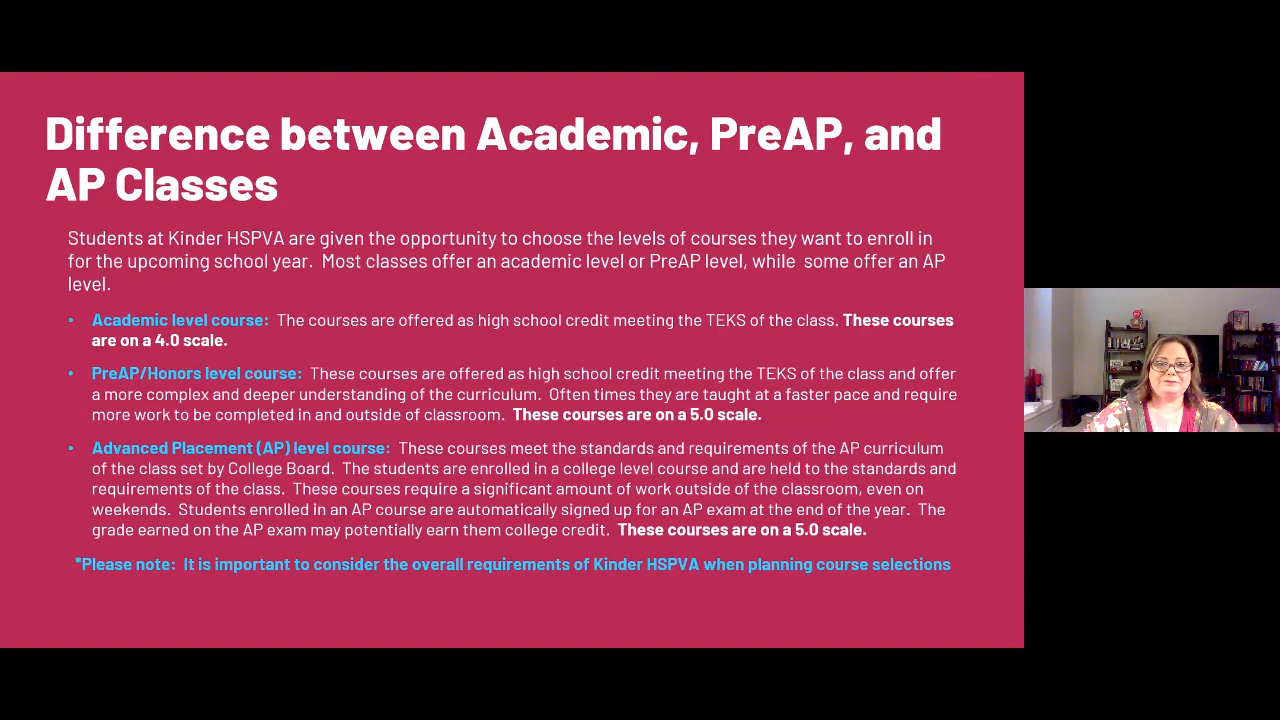 Difference between Academic, PreAP, and
AP Classes
Students at Kinder HSPVA are given the opportunity to choose the levels of courses they want to enroll in
for the upcoming school year.  Most classes offer an academic level or PreAP level, while  some offer an AP
level.
• Academic level course:  The courses are offered as high school credit meeting the TEKS of the class. These courses
are on a 4.0 scale.
• PreAP/Honors level course:  These courses are offered as high school credit meeting the TEKS of the class and offer
a more complex and deeper understanding of the curriculum.  Often times they are taught at a faster pace and require
more work to be completed in and outside of classroom.  These courses are on a 5.0 scale.
• Advanced Placement (AP) level course:  These courses meet the standards and requirements of the AP curriculum
of the class set by College Board.  The students are enrolled in a college level course and are held to the standards and
requirements of the class.  These courses require a significant amount of work outside of the classroom, even on
weekends.  Students enrolled in an AP course are automatically signed up for an AP exam at the end of the year.  The
grade earned on the AP exam may potentially earn them college credit.  These courses are on a 5.0 scale.
*Please note:  It is important to consider the overall requirements of Kinder HSPVA when planning course selections